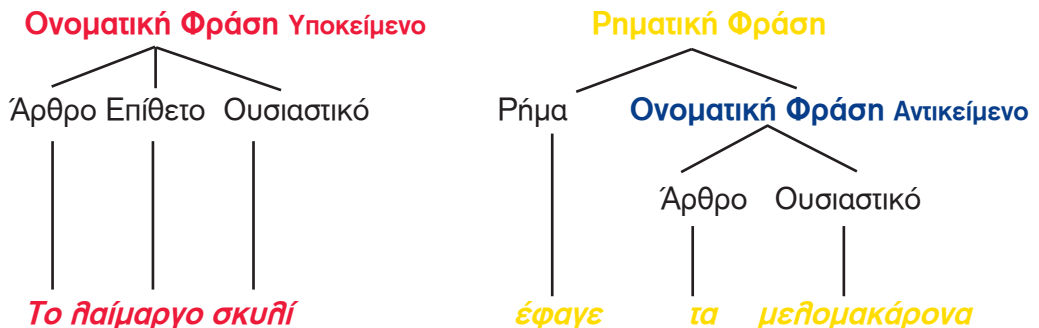 Ονοματική Φράση Υποκείμενο Ρηματική Φράση
Άρθρο Επίθετο Ουσιαστικό Ρήμα Ονοματική Φράση Αντικείμενο
Άρθρο Ουσιαστικό
Το λαίμαργο σκυλί έφαγε τα μελομακάρονα